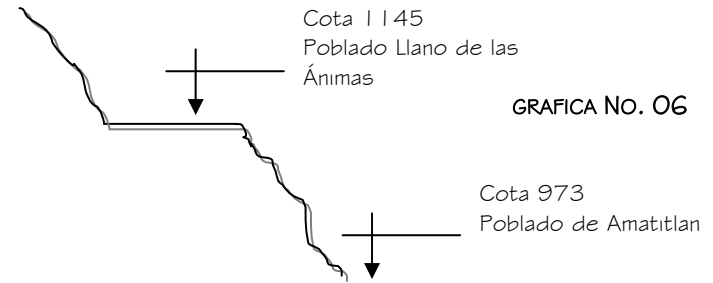 Cota 1145
Poblado Llano de las
Ánimas
GRAFICA NO. 06
Cota 973
Poblado de Amatitlan